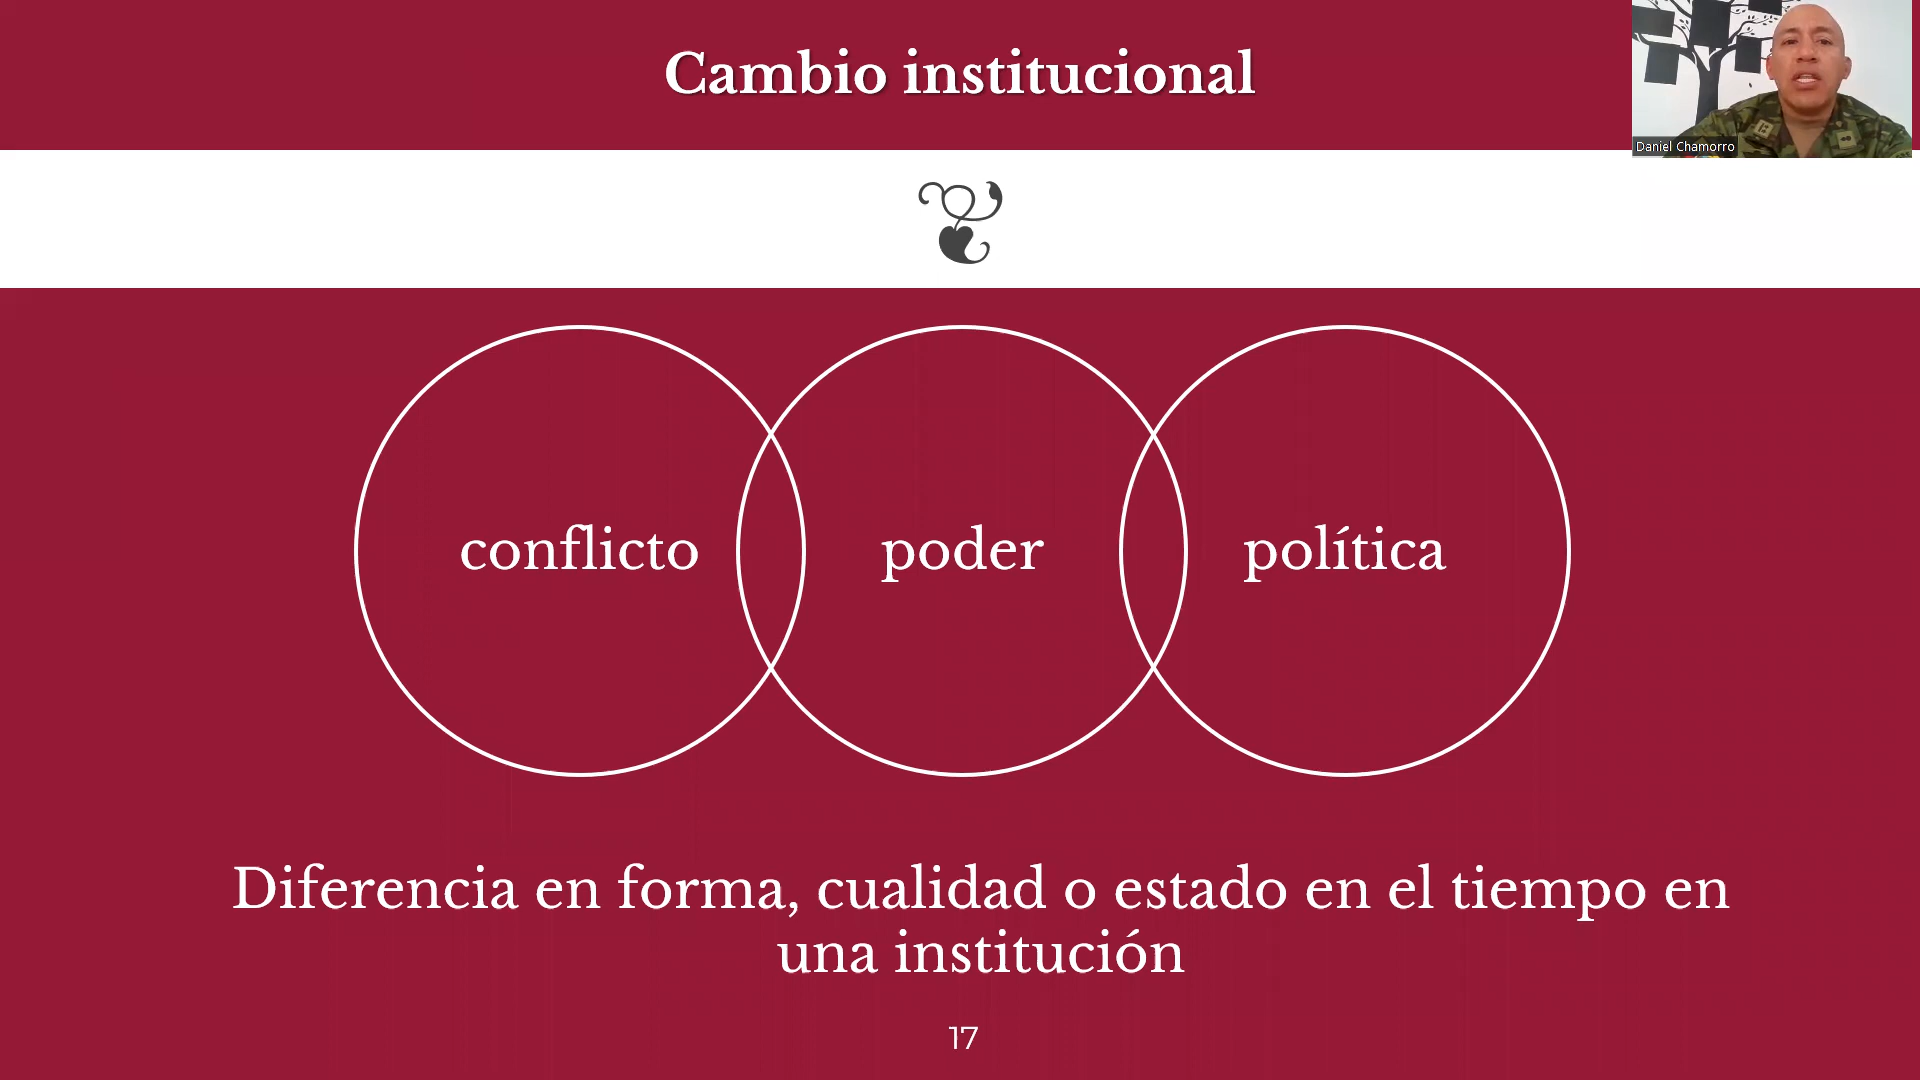 Cambio institucional
Daniel Chamorro
conflicto
poder
política
Diferencia en forma, cualidad o estado en el tiempo en
una institución
17